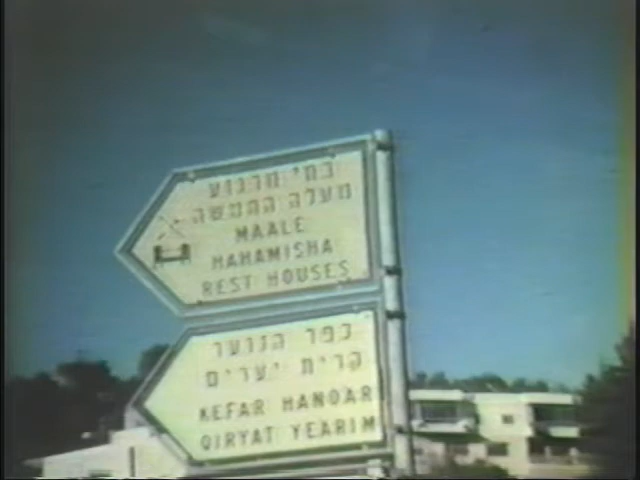 בתי מרגוע
מעלה החמשה
MAALE
HAHAMISHA
REST HOUSES
כפר הנוער
קרית יערים
KEFAR HANOAR
QIRYAT YEARIM